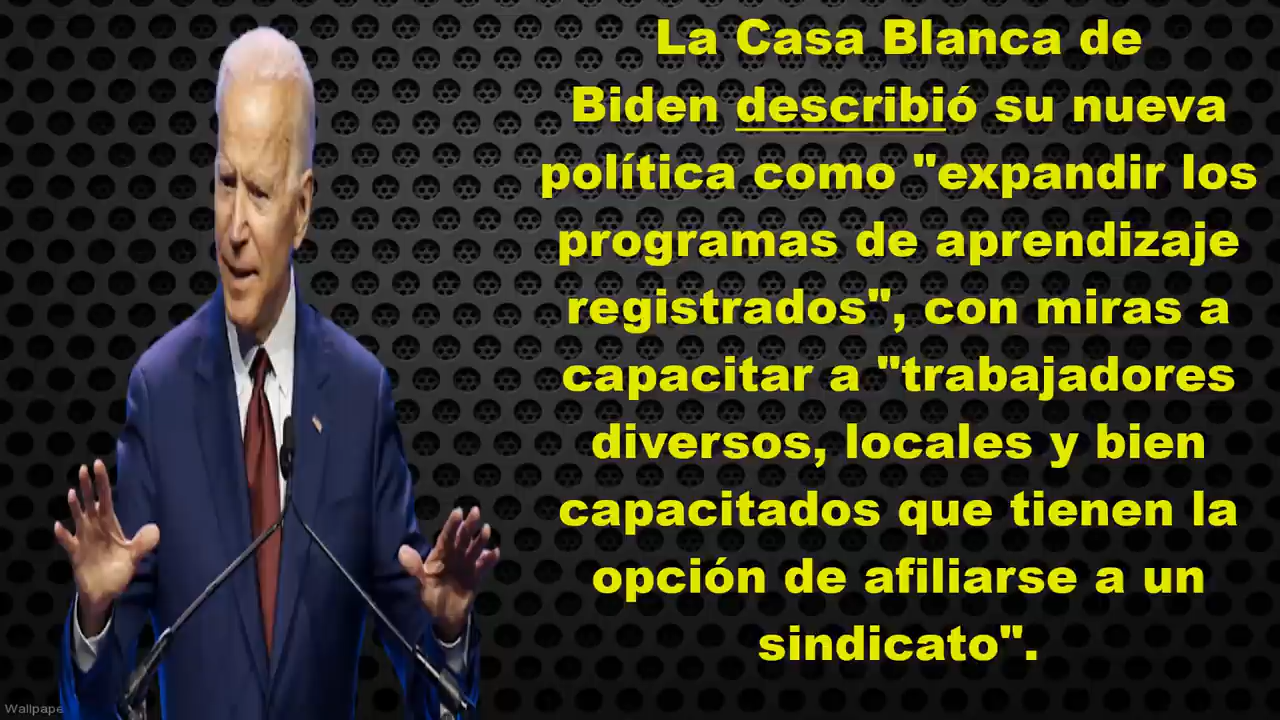 La Casa Blanca de
Biden describió su nueva
política como "expandir los
programas de aprendizaje
registrados", con miras a
capacitar a "trabajadores
diversos, locales y bien
capacitados que tienen la
opción de afiliarse a un
sindicato".
Wallpape